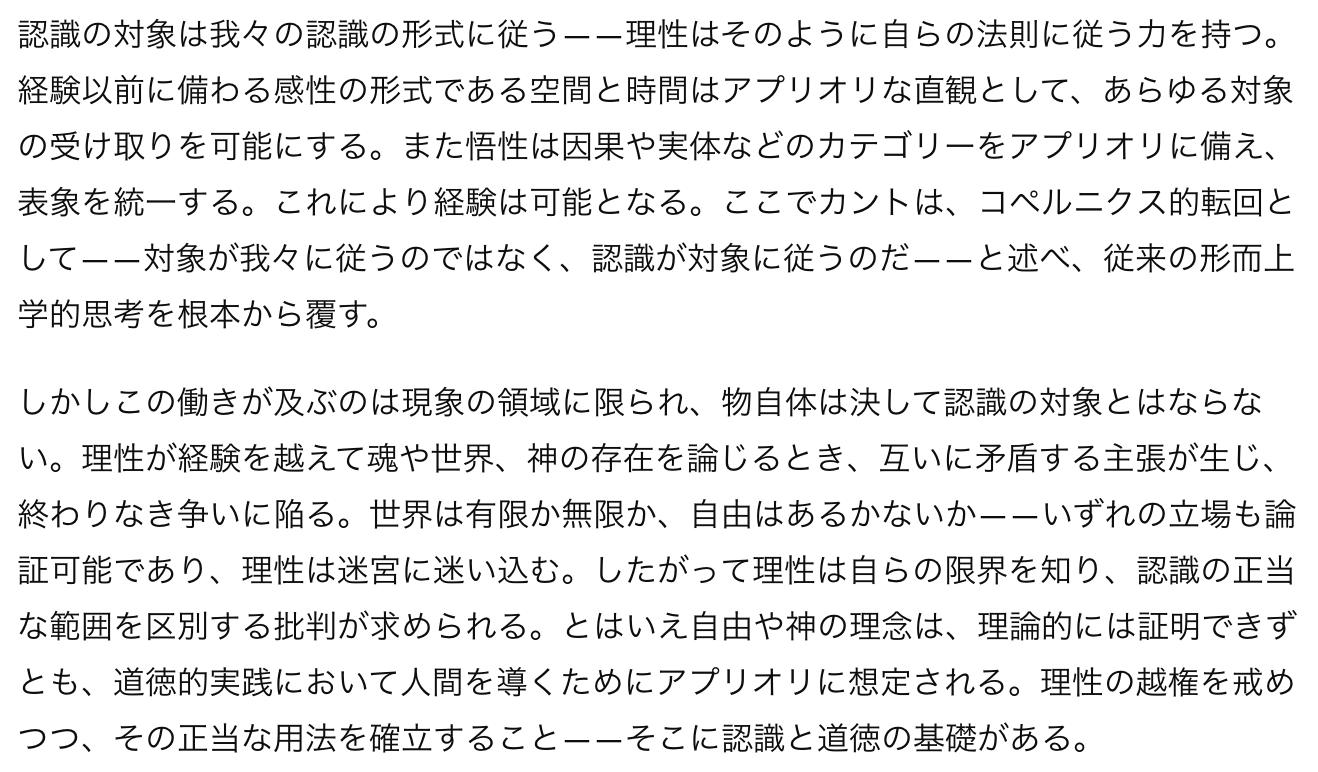 認識の対象は我々の認識の形式に従う——理性はそのように自らの法則に従う力を持つ。
経験以前に備わる感性の形式である空間と時間はアプリオリな直観として、あらゆる対象
の受け取りを可能にする。また悟性は因果や実体などのカテゴリーをアプリオリに備え、
表象を統一する。これにより経験は可能となる。ここでカントは、コペルニクス的転回と
して——対象が我々に従うのではなく、認識が対象に従うのだ——と述べ、従来の形而上
学的思考を根本から覆す。
しかしこの働きが及ぶのは現象の領域に限られ、物自体は決して認識の対象とはならな
い。理性が経験を越えて魂や世界、神の存在を論じるとき、互いに矛盾する主張が生じ、
終わりなき争いに陥る。世界は有限か無限か、自由はあるかないか——いずれの立場も論
証可能であり、理性は迷宮に迷い込む。したがって理性は自らの限界を知り、認識の正当
な範囲を区別する批判が求められる。とはいえ自由や神の理念は、理論的には証明できず
とも、道徳的実践において人間を導くためにアプリオリに想定される。理性の越権を戒め
つつ、その正当な用法を確立すること——そこに認識と道徳の基礎がある。